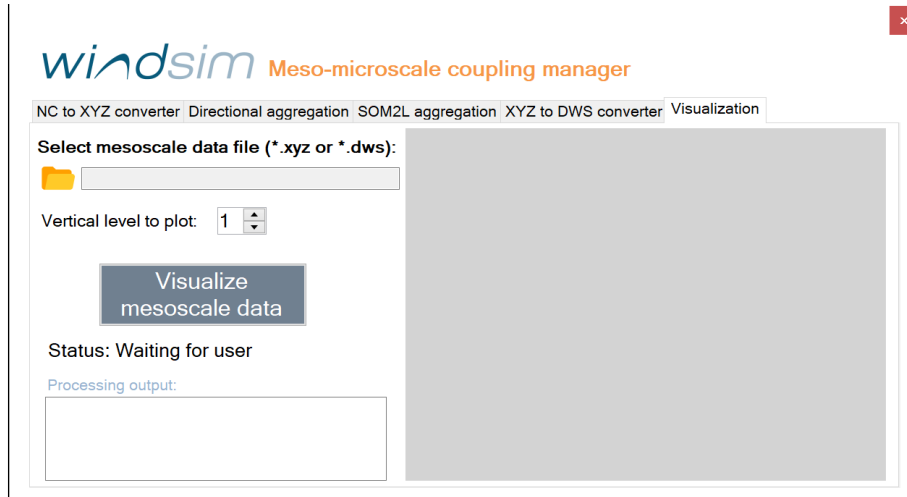 ×
windsim Meso-microscale coupling manager
NC to XYZ converter Directional aggregation SOM2L aggregation XYZ to DWS converter Visualization
Select mesoscale data file (*.xyz or *.dws):
Vertical level to plot: 1
Visualize
mesoscale data
Status: Waiting for user
Processing output: